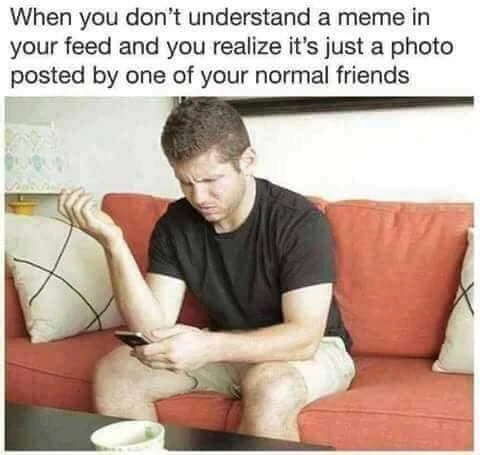 When you don't understand a meme in
your feed and you realize it's just a photo
posted by one of your normal friends